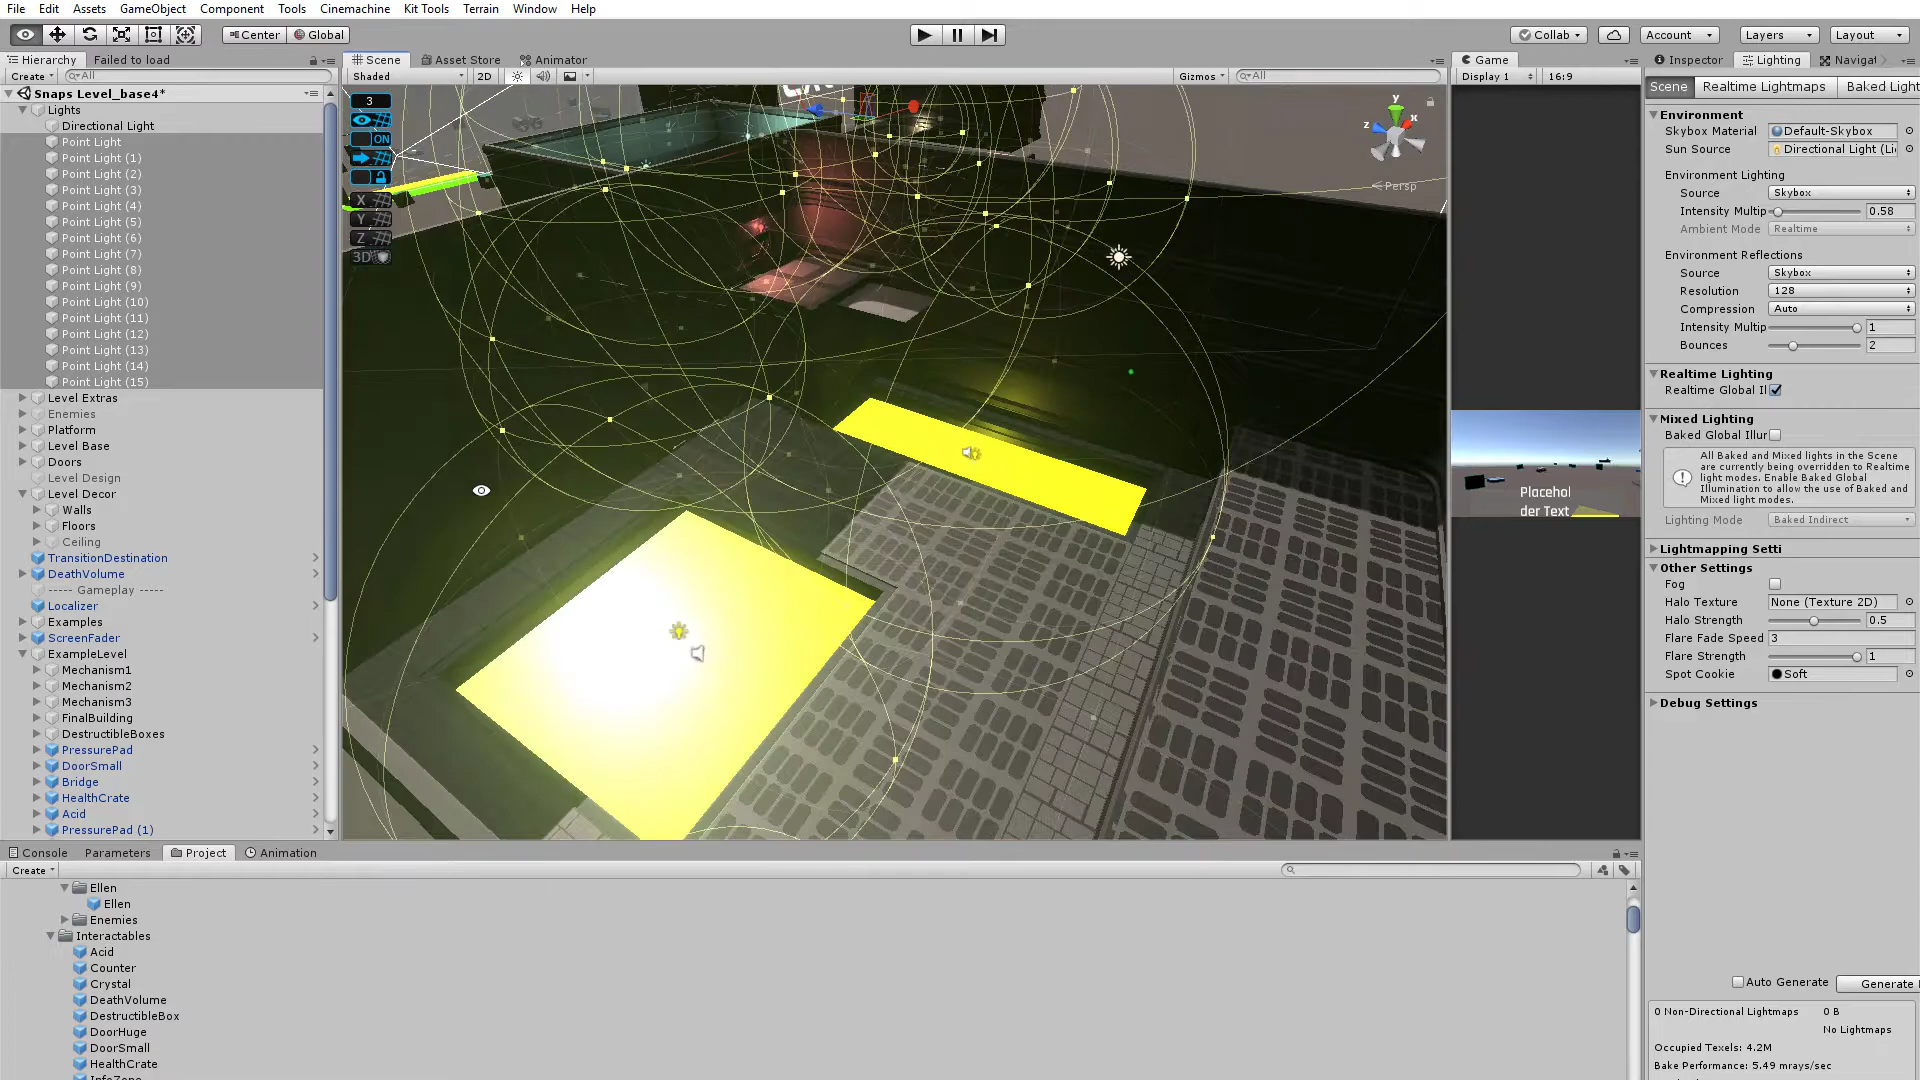 File Edit Assets GameObject Component Tools Cinemachine Kit Tools Terrain Window Help
Center Global
Collab Account Layers Layout
Hierarchy Failed to load
Create All
Snaps Level_base4*
Lights
Directional Light
Point Light
Point Light (1)
Point Light (2)
Point Light (3)
Point Light (4)
Point Light (5)
Point Light (6)
Point Light (7)
Point Light (8)
Point Light (9)
Point Light (10)
Point Light (11)
Point Light (12)
Point Light (13)
Point Light (14)
Point Light (15)
Level Extras
Enemies
Platform
Level Base
Doors
Level Design
Level Decor
Walls
Floors
Ceiling
TransitionDestination
DeathVolume
----- Gameplay -----
Localizer
Examples
ScreenFader
ExampleLevel
Mechanism1
Mechanism2
Mechanism3
FinalBuilding
DestructibleBoxes
PressurePad
DoorSmall
Bridge
HealthCrate
Acid
PressurePad (1)
Scene Asset Store Animator
Shaded 2D Gizmos All
3
ON
X
Y
Z
3D
y
z x
Persp
Game
Display 1 16:9
Placehol
der Text
Inspector Lighting Navigat
Scene Realtime Lightmaps Baked Light
Environment
Skybox Material Default-Skybox
Sun Source Directional Light (Li
Environment Lighting
Source Skybox
Intensity Multip 0.58
Ambient Mode Realtime
Environment Reflections
Source Skybox
Resolution 128
Compression Auto
Intensity Multip 1
Bounces 2
Realtime Lighting
Realtime Global Il
Mixed Lighting
Baked Global Illur
All Baked and Mixed lights in the Scene
are currently being overridden to Realtime
light modes. Enable Baked Global
Illumination to allow the use of Baked and
Mixed light modes.
Lighting Mode Baked Indirect
Lightmapping Setti
Other Settings
Fog
Halo Texture None (Texture 2D)
Halo Strength 0.5
Flare Fade Speed 3
Flare Strength 1
Spot Cookie Soft
Debug Settings
Auto Generate Generate
0 Non-Directional Lightmaps 0 B
No Lightmaps
Occupied Texels: 4.2M
Bake Performance: 5.49 mrays/sec
Console Parameters Project Animation
Create
Ellen
Ellen
Enemies
Interactables
Acid
Counter
Crystal
DeathVolume
DestructibleBox
DoorHuge
DoorSmall
HealthCrate
InfoZone